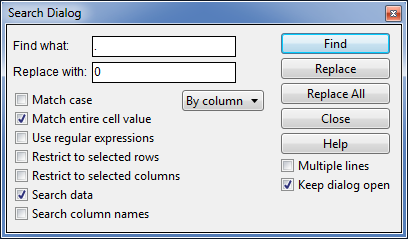 Search Dialog
Find what: .
Replace with: 0
Match case
By column
Match entire cell value
Use regular expressions
Restrict to selected rows
Restrict to selected columns
Search data
Search column names
Find
Replace
Replace All
Close
Help
Multiple lines
Keep dialog open